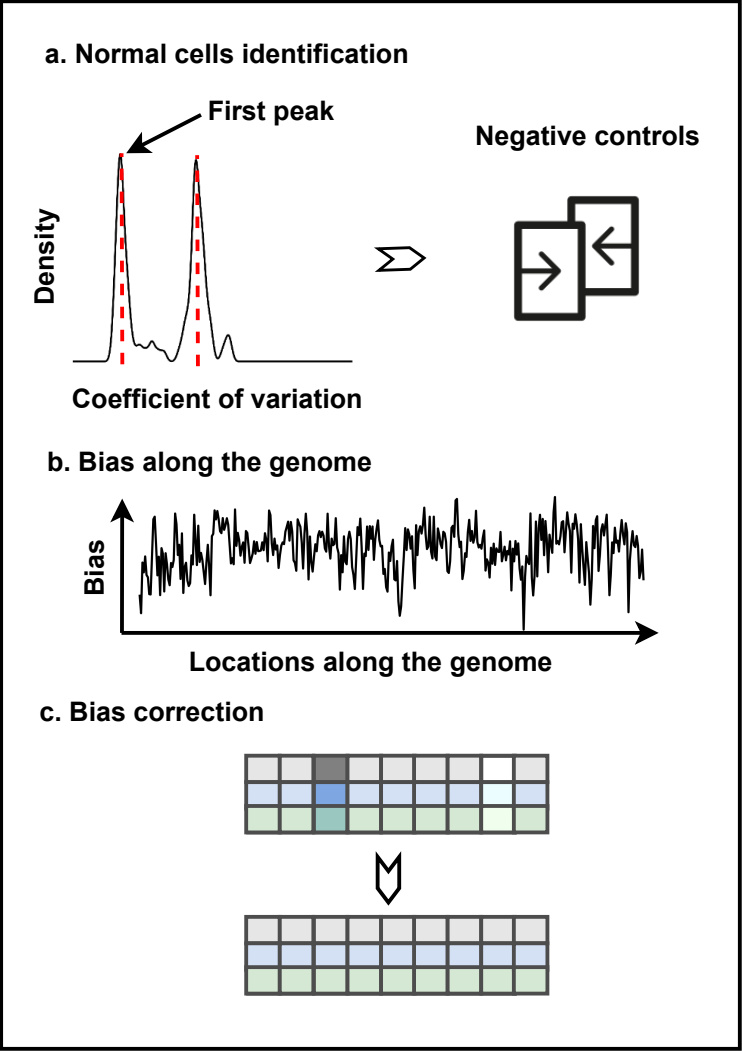 a. Normal cells identification
First peak
Negative controls
Density
Coefficient of variation
b. Bias along the genome
Bias
Locations along the genome
c. Bias correction